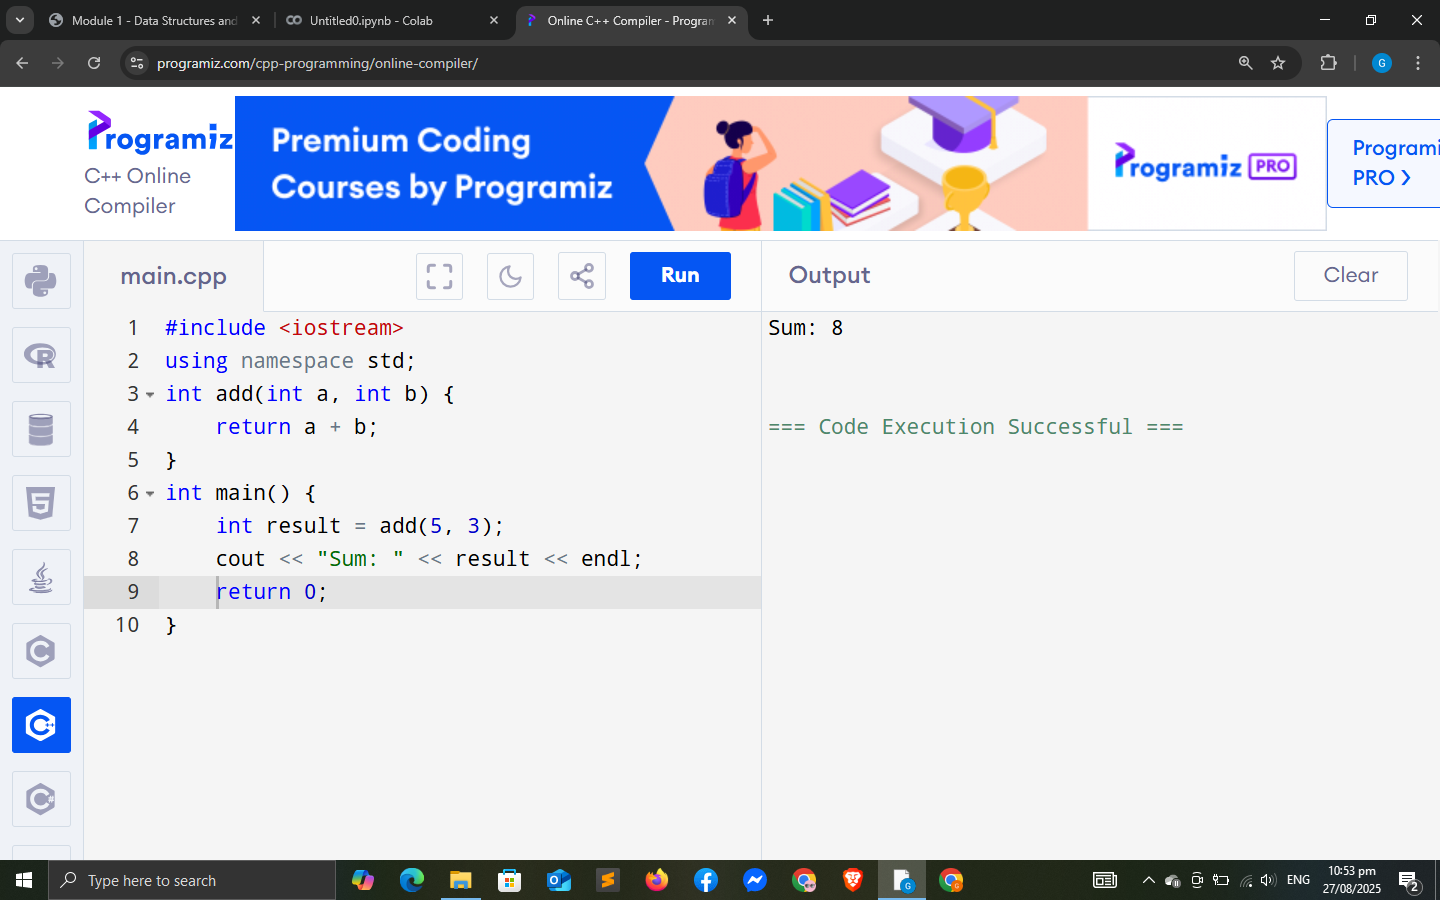 Module 1 - Data Structures and
Untitled0.ipynb - Colab
Online C++ Compiler - Program
programiz.com/cpp-programming/online-compiler/
G
Programiz
C++ Online
Compiler
Premium Coding
Courses by Programiz
Programiz PRO
Programi
PRO
main.cpp
Run
Output
Clear
1 #include <iostream>
2 using namespace std;
3 int add(int a, int b) {
4     return a + b;
5 }
6 int main() {
7     int result = add(5, 3);
8     cout << "Sum: " << result << endl;
9     return 0;
10 }
Sum: 8
=== Code Execution Successful ===
Type here to search
ENG
10:53 pm
27/08/2025
2